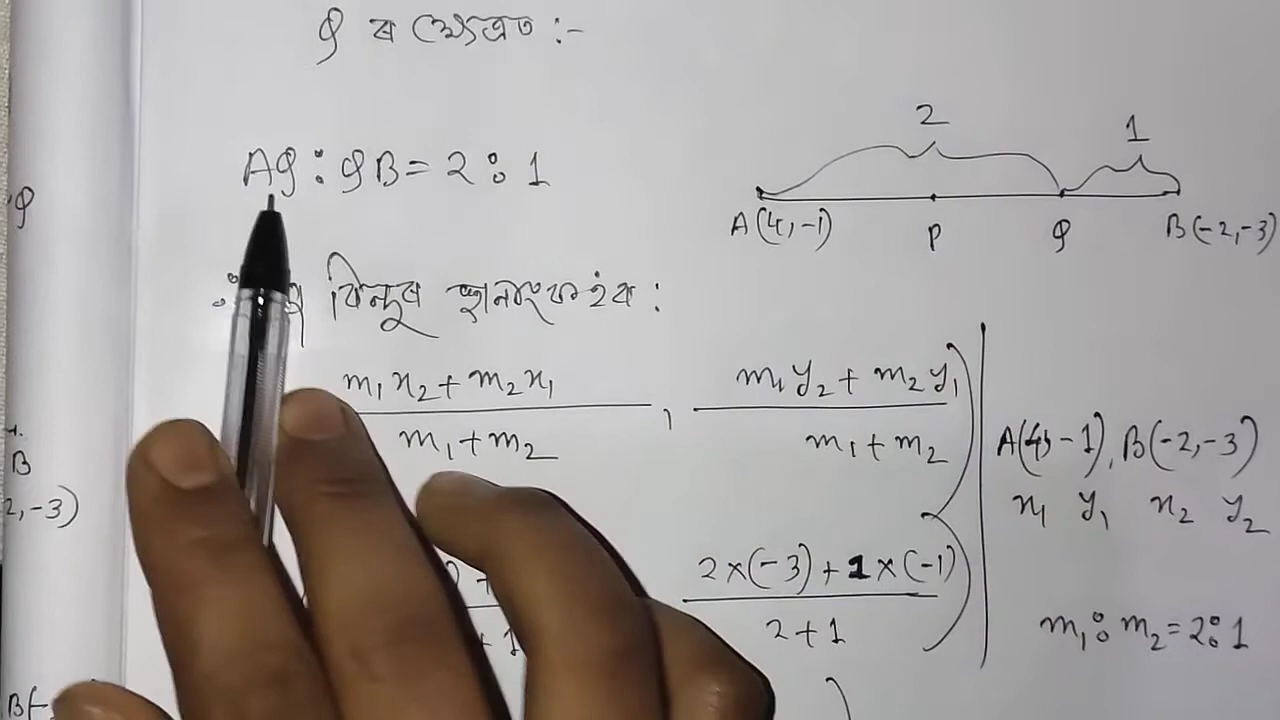 Q ৰ ক্ষেত্ৰত :-
AQ : QB = 2 : 1
2
1
A(4,-1) P Q B(-2,-3)
বিন্দুৰ স্থানাংক হ'ব :
m₁x₂ + m₂x₁ , m₁y₂ + m₂y₁)
m₁ + m₂ m₁ + m₂
A(4,-1), B(-2,-3)
x₁ y₁ x₂ y₂
2×(-3) + 1×(-1))
+ 1 2 + 1
m₁ : m₂ = 2 : 1
Q
B
2,-3)
B(-